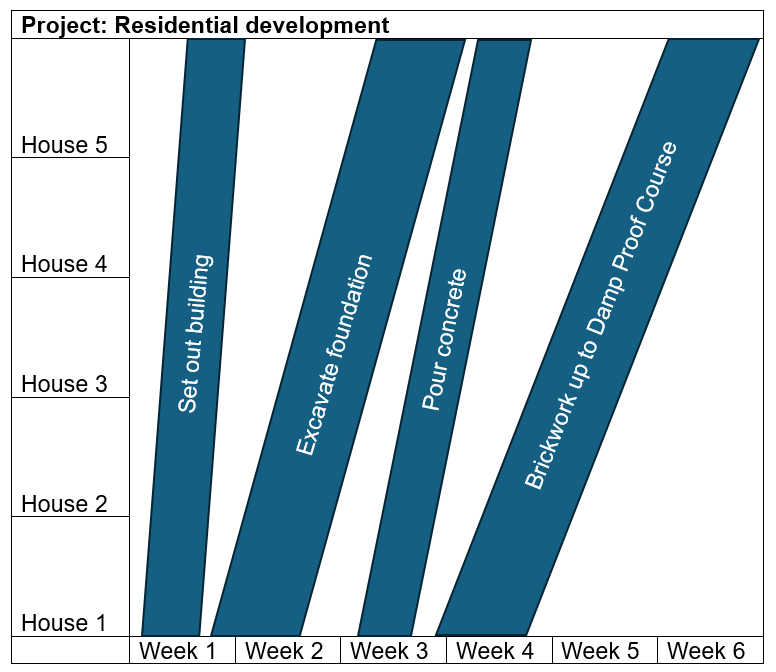 Project: Residential development
House 5
House 4
House 3
House 2
House 1
Set out building
Excavate foundation
Pour concrete
Brickwork up to Damp Proof Course
Week 1
Week 2
Week 3
Week 4
Week 5
Week 6